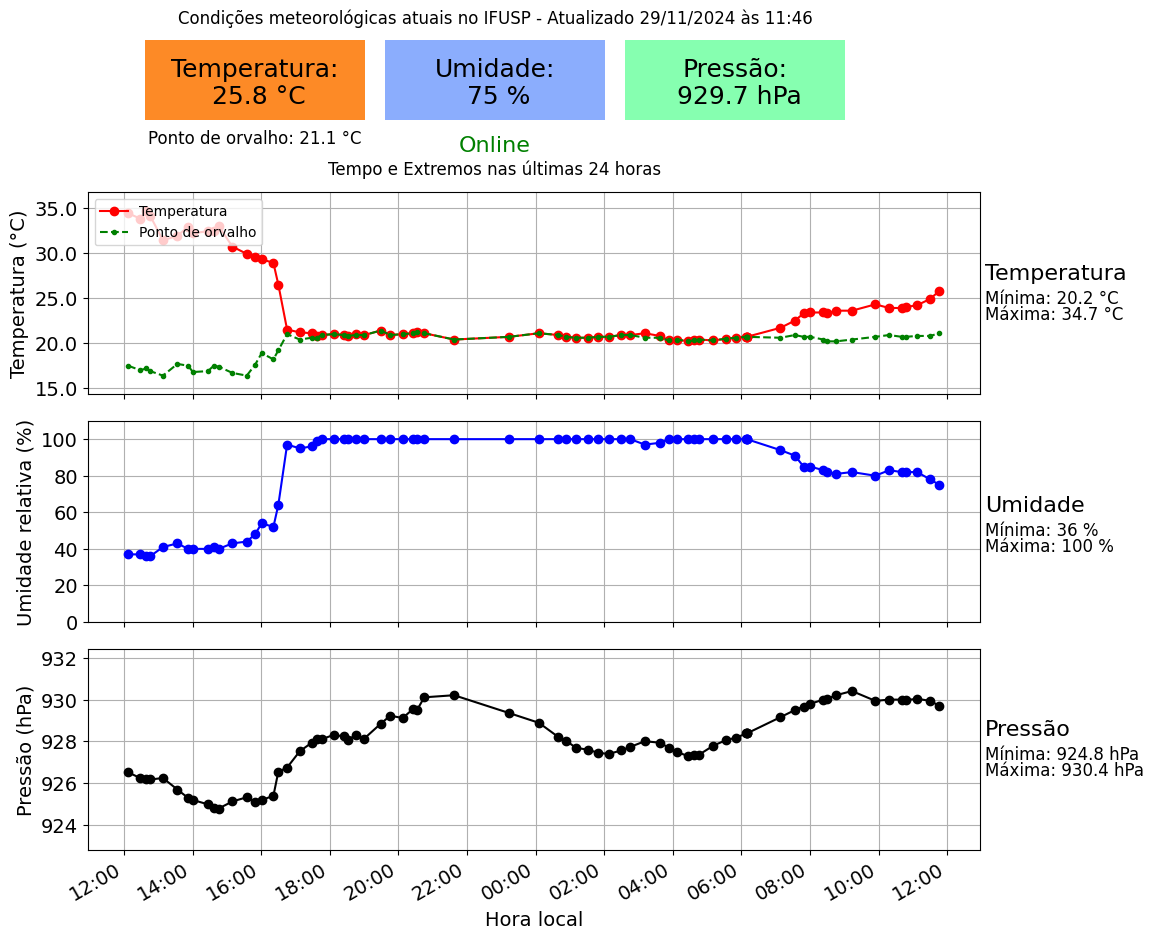 Condições meteorológicas atuais no IFUSP - Atualizado 29/11/2024 às 11:46
Temperatura:
25.8 °C
Umidade:
75 %
Pressão:
929.7 hPa
Ponto de orvalho: 21.1 °C
Online
Tempo e Extremos nas últimas 24 horas
Temperatura (°C)
35.0
30.0
25.0
20.0
15.0
Temperatura
Ponto de orvalho
Temperatura
Mínima: 20.2 °C
Máxima: 34.7 °C
Umidade relativa (%)
100
80
60
40
20
0
Umidade
Mínima: 36 %
Máxima: 100 %
Pressão (hPa)
932
930
928
926
924
Pressão
Mínima: 924.8 hPa
Máxima: 930.4 hPa
12:00
14:00
16:00
18:00
20:00
22:00
00:00
02:00
04:00
06:00
08:00
10:00
12:00
Hora local